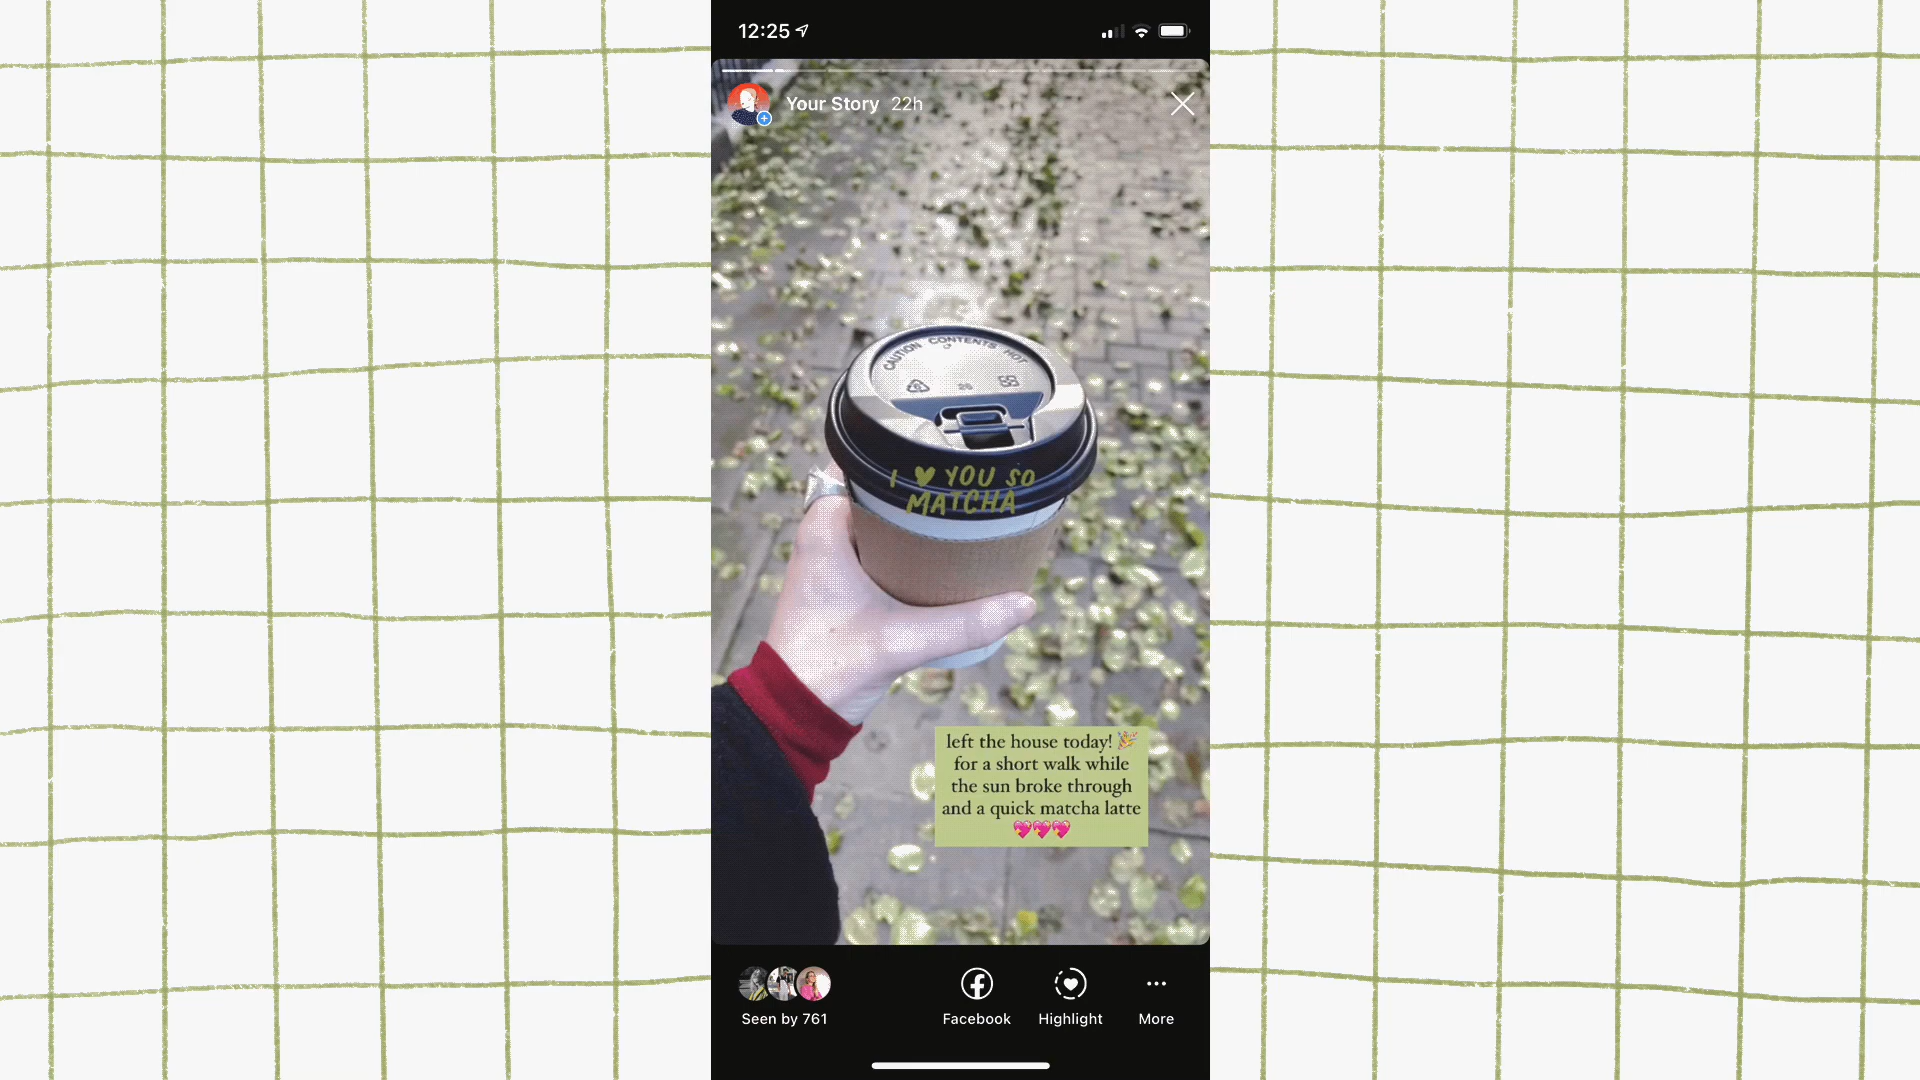 12:25
Your Story 22h
CAUTION CONTENTS HOT
I ♥ YOU SO
MATCHA
left the house today! 🎉
for a short walk while
the sun broke through
and a quick matcha latte
💖💖💖
Seen by 761
Facebook
Highlight
More